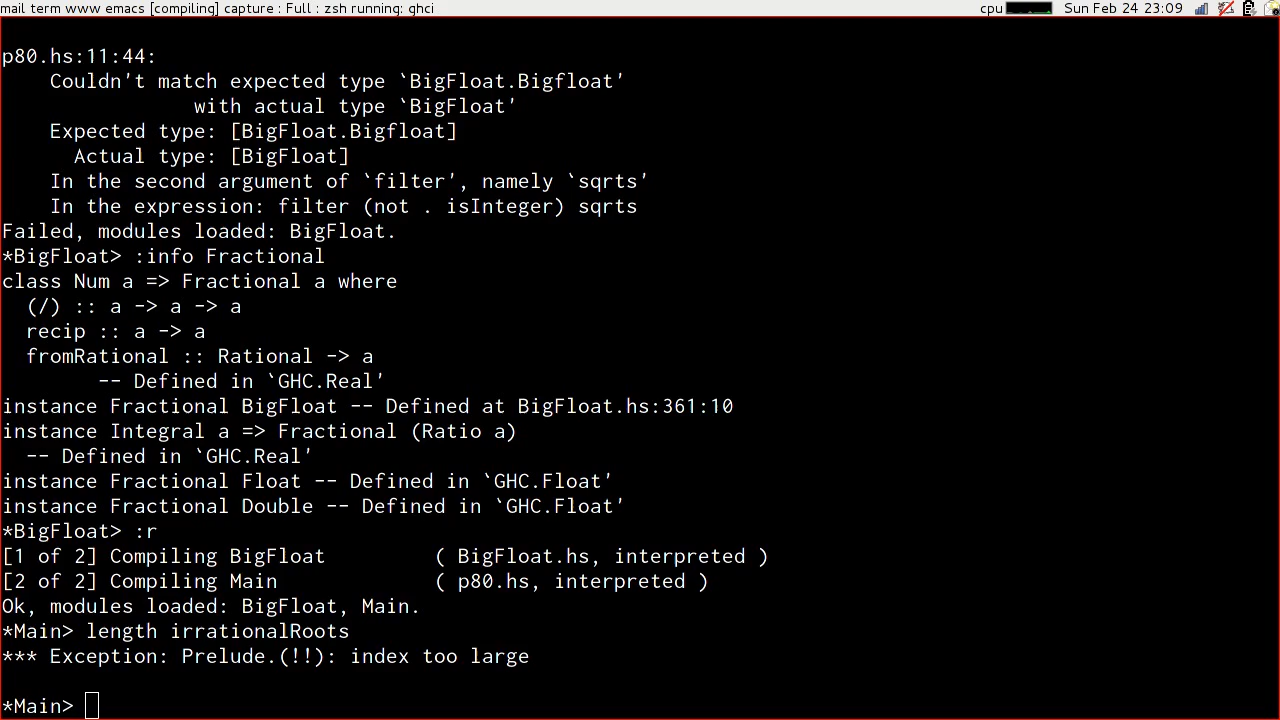 mail term www emacs [compiling] capture : Full : zsh running: ghci cpu Sun Feb 24 23:09
p80.hs:11:44:
    Couldn't match expected type `BigFloat.Bigfloat'
                with actual type `BigFloat'
    Expected type: [BigFloat.Bigfloat]
      Actual type: [BigFloat]
    In the second argument of `filter', namely `sqrts'
    In the expression: filter (not . isInteger) sqrts
Failed, modules loaded: BigFloat.
*BigFloat> :info Fractional
class Num a => Fractional a where
  (/) :: a -> a -> a
  recip :: a -> a
  fromRational :: Rational -> a
        -- Defined in `GHC.Real'
instance Fractional BigFloat -- Defined at BigFloat.hs:361:10
instance Integral a => Fractional (Ratio a)
  -- Defined in `GHC.Real'
instance Fractional Float -- Defined in `GHC.Float'
instance Fractional Double -- Defined in `GHC.Float'
*BigFloat> :r
[1 of 2] Compiling BigFloat         ( BigFloat.hs, interpreted )
[2 of 2] Compiling Main             ( p80.hs, interpreted )
Ok, modules loaded: BigFloat, Main.
*Main> length irrationalRoots
*** Exception: Prelude.(!!): index too large
*Main>